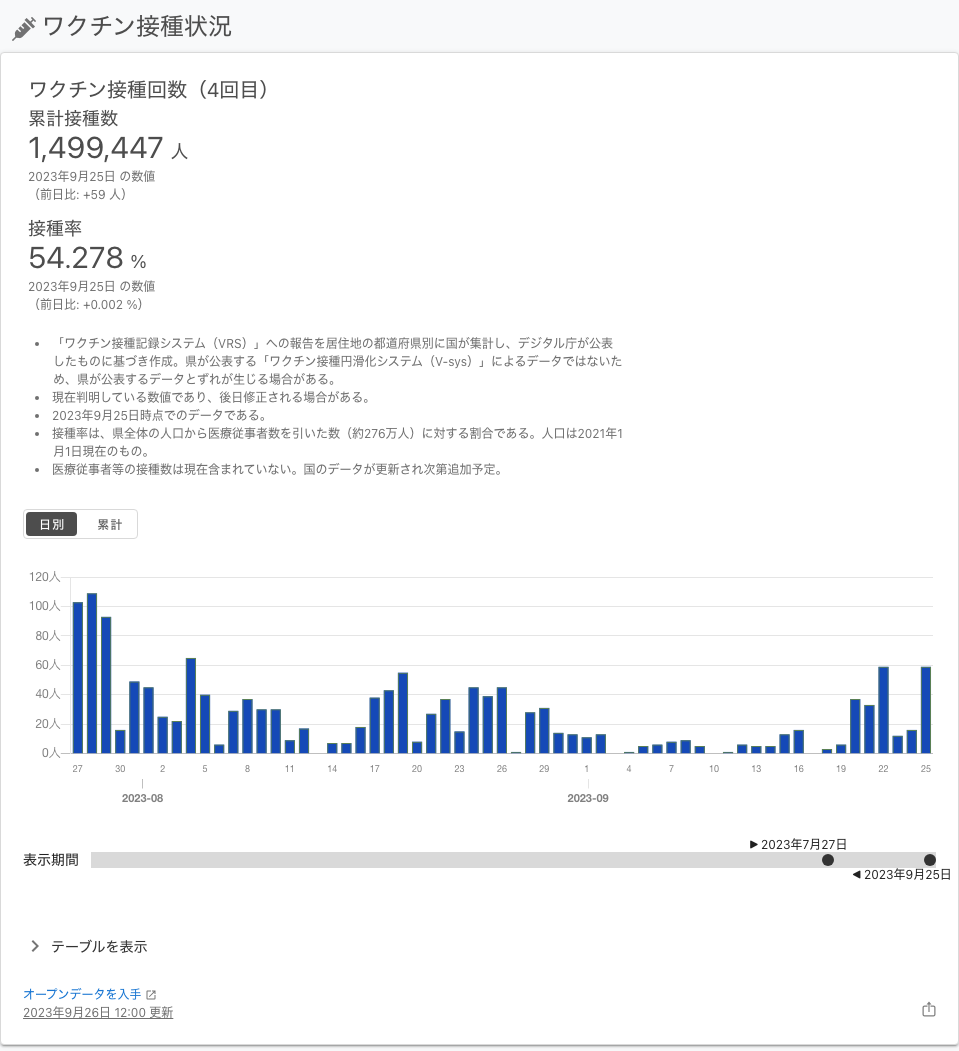 ワクチン接種状況
ワクチン接種回数（4回目）
累計接種数
1,499,447 人
2023年9月25日 の数値
（前日比: +59 人）
接種率
54.278 %
2023年9月25日 の数値
（前日比: +0.002 %）
• 「ワクチン接種記録システム（VRS）」への報告を居住地の都道府県別に国が集計し、デジタル庁が公表
したものに基づき作成。県が公表する「ワクチン接種円滑化システム（V-sys）」によるデータではないた
め、県が公表するデータとずれが生じる場合がある。
• 現在判明している数値であり、後日修正される場合がある。
• 2023年9月25日時点でのデータである。
• 接種率は、県全体の人口から医療従事者数を引いた数（約276万人）に対する割合である。人口は2021年1
月1日現在のもの。
• 医療従事者等の接種数は現在含まれていない。国のデータが更新され次第追加予定。
日別 累計
120人
100人
80人
60人
40人
20人
0人
27 30 2 5 8 11 14 17 20 23 26 29 1 4 7 10 13 16 19 22 25
2023-08 2023-09
2023年7月27日
表示期間
2023年9月25日
テーブルを表示
オープンデータを入手
2023年9月26日 12:00 更新